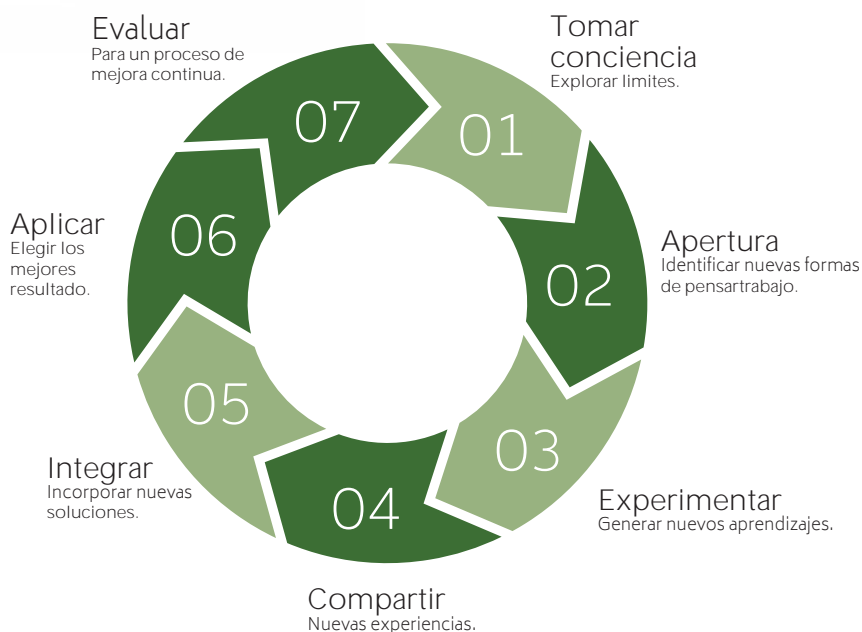 01
Tomar
conciencia
Explorar limites.
02
Apertura
Identificar nuevas formas
de pensartrabajo.
03
Experimentar
Generar nuevos aprendizajes.
04
Compartir
Nuevas experiencias.
05
Integrar
Incorporar nuevas
soluciones.
06
Aplicar
Elegir los
mejores
resultado.
07
Evaluar
Para un proceso de
mejora continua.